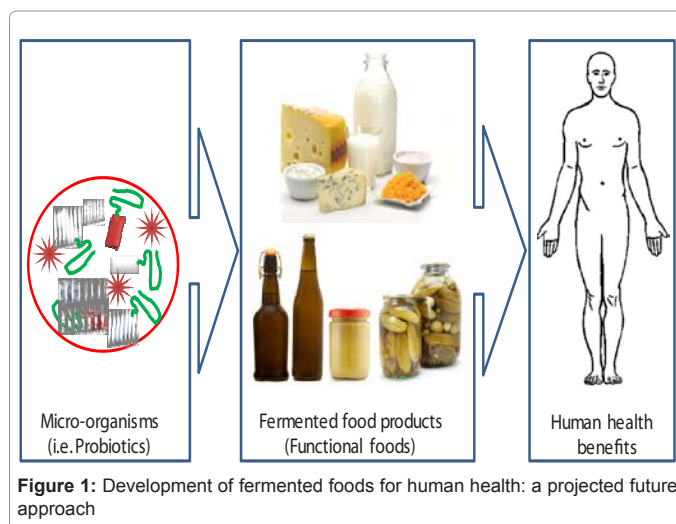 Micro-organisms
(i.e. Probiotics)
Fermented food products
(Functional foods)
Human health
benefits
Figure 1: Development of fermented foods for human health: a projected future
approach